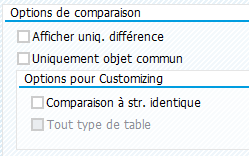 Options de comparaison
Afficher uniq. différence
Uniquement objet commun
Options pour Customizing
Comparaison à str. identique
Tout type de table